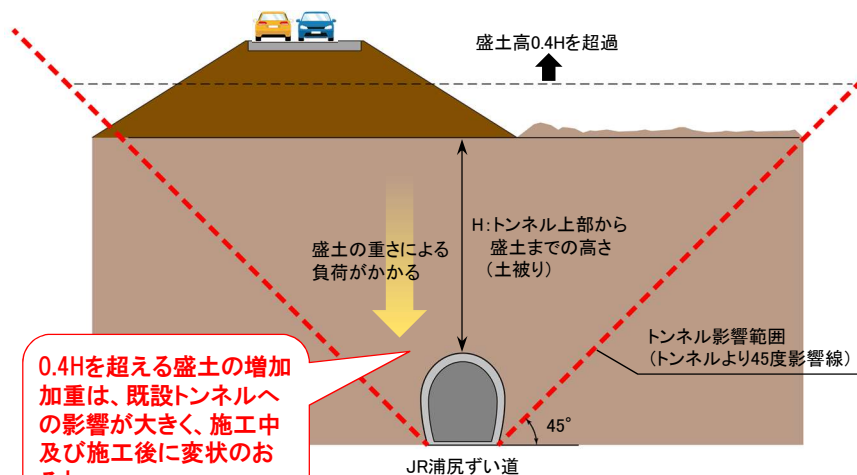 盛土高0.4Hを超過
H:トンネル上部から
盛土までの高さ
(土被り)
盛土の重さによる
負荷がかかる
トンネル影響範囲
(トンネルより45度影響線)
0.4Hを超える盛土の増加
加重は、既設トンネルへ
の影響が大きく、施工中
及び施工後に変状のお
45°
JR浦尻ずい道